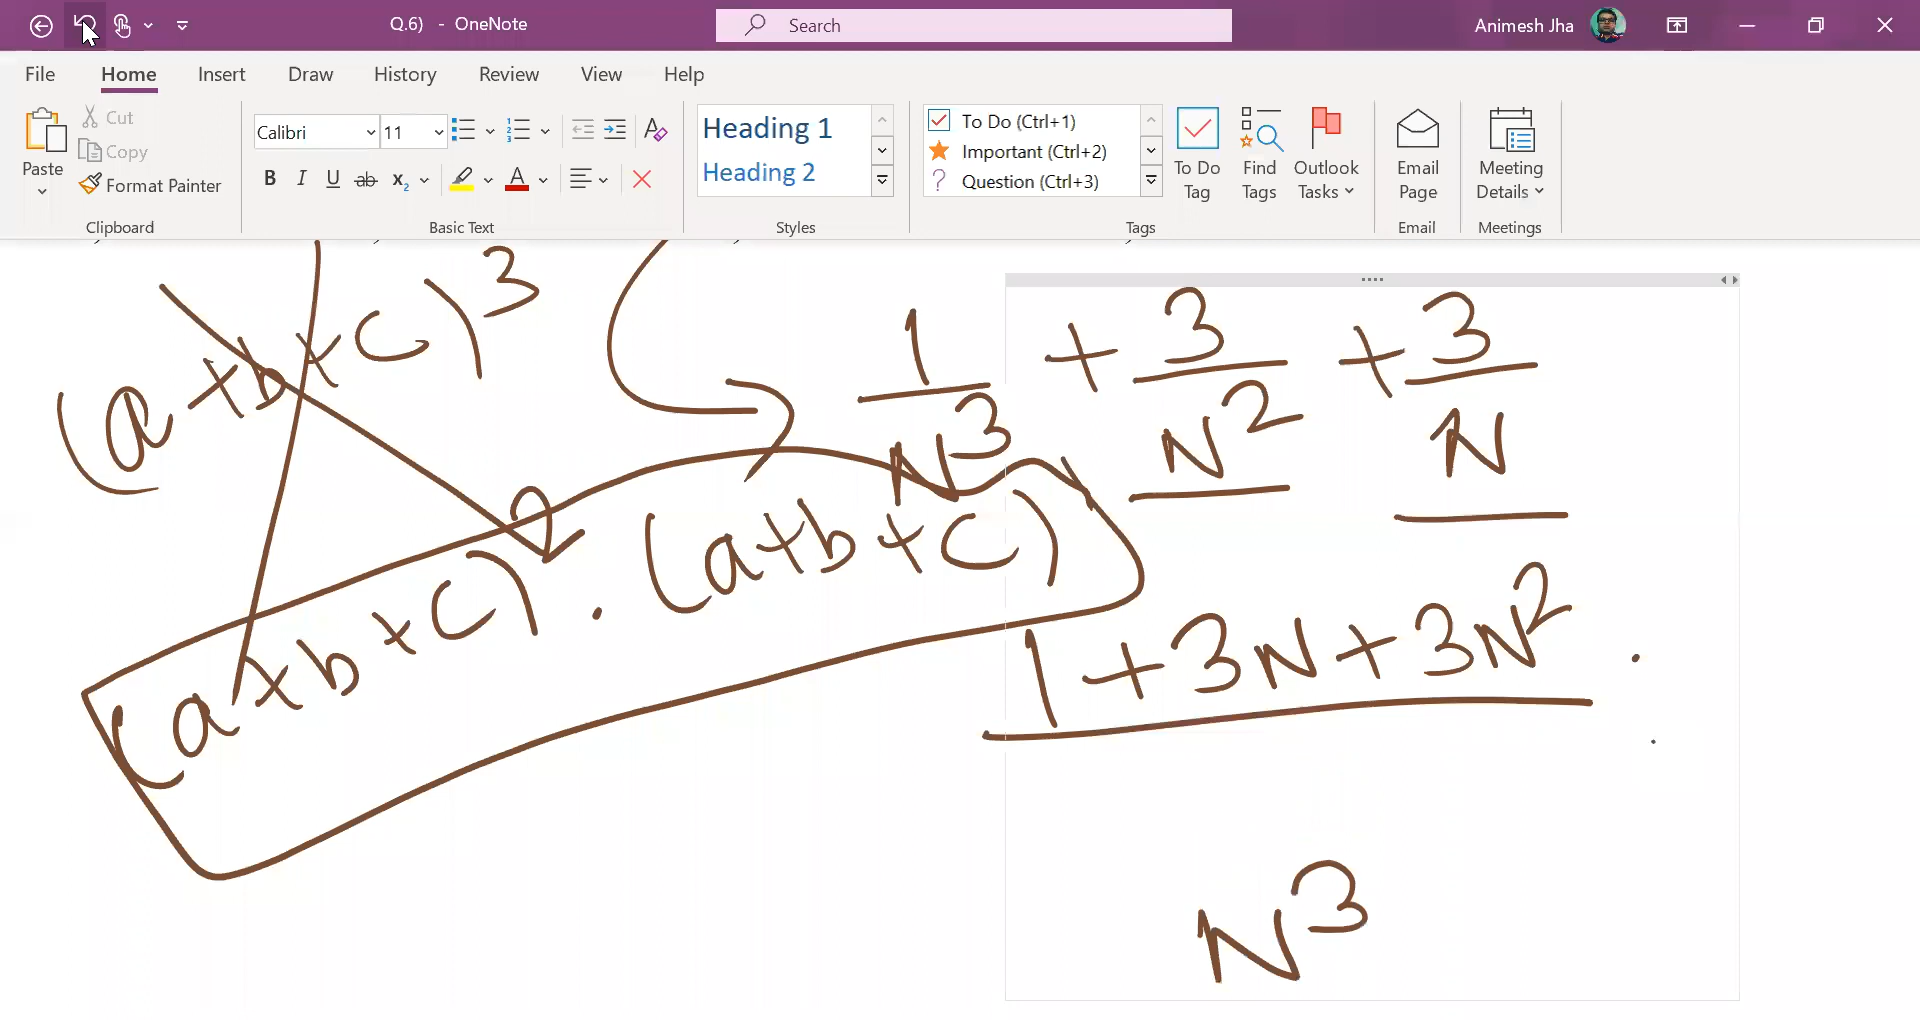 Q.6) - OneNote
Search
Animesh Jha
File Home Insert Draw History Review View Help
Paste
Cut
Copy
Format Painter
Clipboard
Calibri 11
B I U ab x₂ A
Basic Text
Heading 1
Heading 2
Styles
To Do (Ctrl+1)
Important (Ctrl+2)
? Question (Ctrl+3)
To Do Tag
Find Tags
Outlook Tasks
Tags
Email Page
Email
Meeting Details
Meetings
(a+b+c)³
1/N³ + 3/N² + 3/N
(a+b+c)² . (a+b+c)
1+3N+3N²
N³